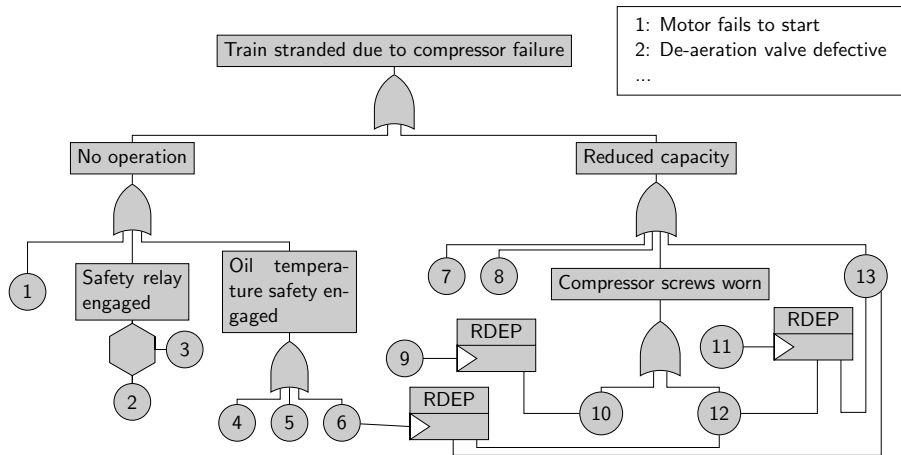 1: Motor fails to start
2: De-aeration valve defective
...
Train stranded due to compressor failure
No operation
Reduced capacity
1
Safety relay
engaged
Oil tempera-
ture safety en-
gaged
7
8
Compressor screws worn
13
3
2
4
5
6
9
RDEP
11
RDEP
10
12
RDEP